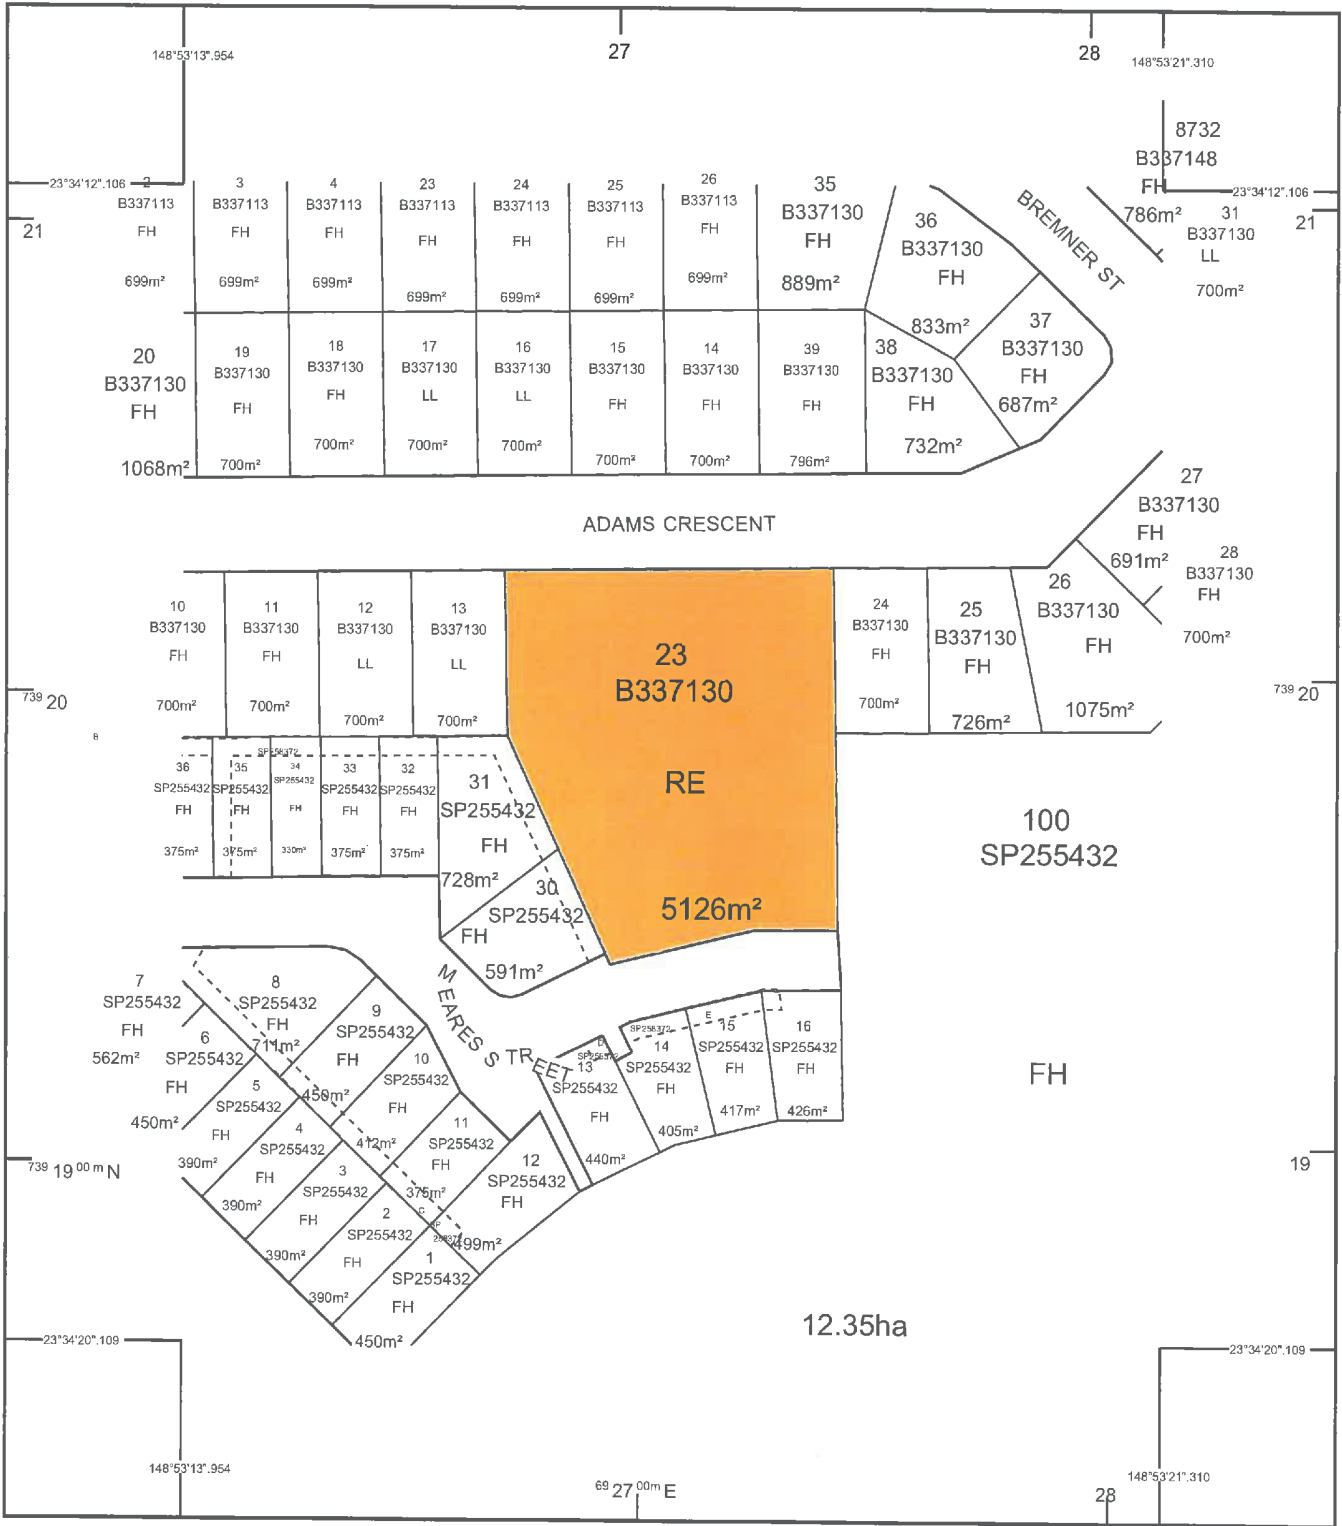 27
28
148°53'13".954
148°53'21".310
8732
B337148
FH
786m²
23°34'12".106
23°34'12".106
21
21
2
B337113
FH
699m²
3
B337113
FH
699m²
4
B337113
FH
699m²
23
B337113
FH
699m²
24
B337113
FH
699m²
25
B337113
FH
699m²
26
B337113
FH
699m²
35
B337130
FH
889m²
36
B337130
FH
833m²
BREMNER ST
31
B337130
LL
700m²
20
B337130
FH
1068m²
19
B337130
FH
700m²
18
B337130
FH
700m²
17
B337130
LL
700m²
16
B337130
LL
700m²
15
B337130
FH
700m²
14
B337130
FH
700m²
39
B337130
FH
796m²
38
B337130
FH
732m²
37
B337130
FH
687m²
ADAMS CRESCENT
27
B337130
FH
691m²
28
B337130
FH
700m²
10
B337130
FH
700m²
11
B337130
FH
700m²
12
B337130
LL
700m²
13
B337130
LL
700m²
23
B337130
RE
5126m²
24
B337130
FH
700m²
25
B337130
FH
726m²
26
B337130
FH
1075m²
739 20
739 20
B
36
SP255432
FH
375m²
35
SP255432
FH
375m²
34
SP255432
FH
330m²
33
SP255432
FH
375m²
32
SP255432
FH
375m²
31
SP255432
FH
728m²
30
SP255432
FH
591m²
100
SP255432
FH
12.35ha
7
SP255432
FH
562m²
8
SP255432
FH
711m²
9
SP255432
FH
450m²
MEARES STREET
6
SP255432
FH
450m²
10
SP255432
FH
412m²
5
SP255432
FH
390m²
11
SP255432
FH
375m²
4
SP255432
FH
390m²
12
SP255432
FH
499m²
3
SP255432
FH
390m²
2
SP255432
FH
390m²
1
SP255432
FH
450m²
C
SP258372
D
SP258372
13
SP255432
FH
440m²
14
SP255432
FH
405m²
E
15
SP255432
FH
417m²
16
SP255432
FH
426m²
739 19 00 m N
19
23°34'20".109
23°34'20".109
148°53'13".954
148°53'21".310
69 27 00m E
28